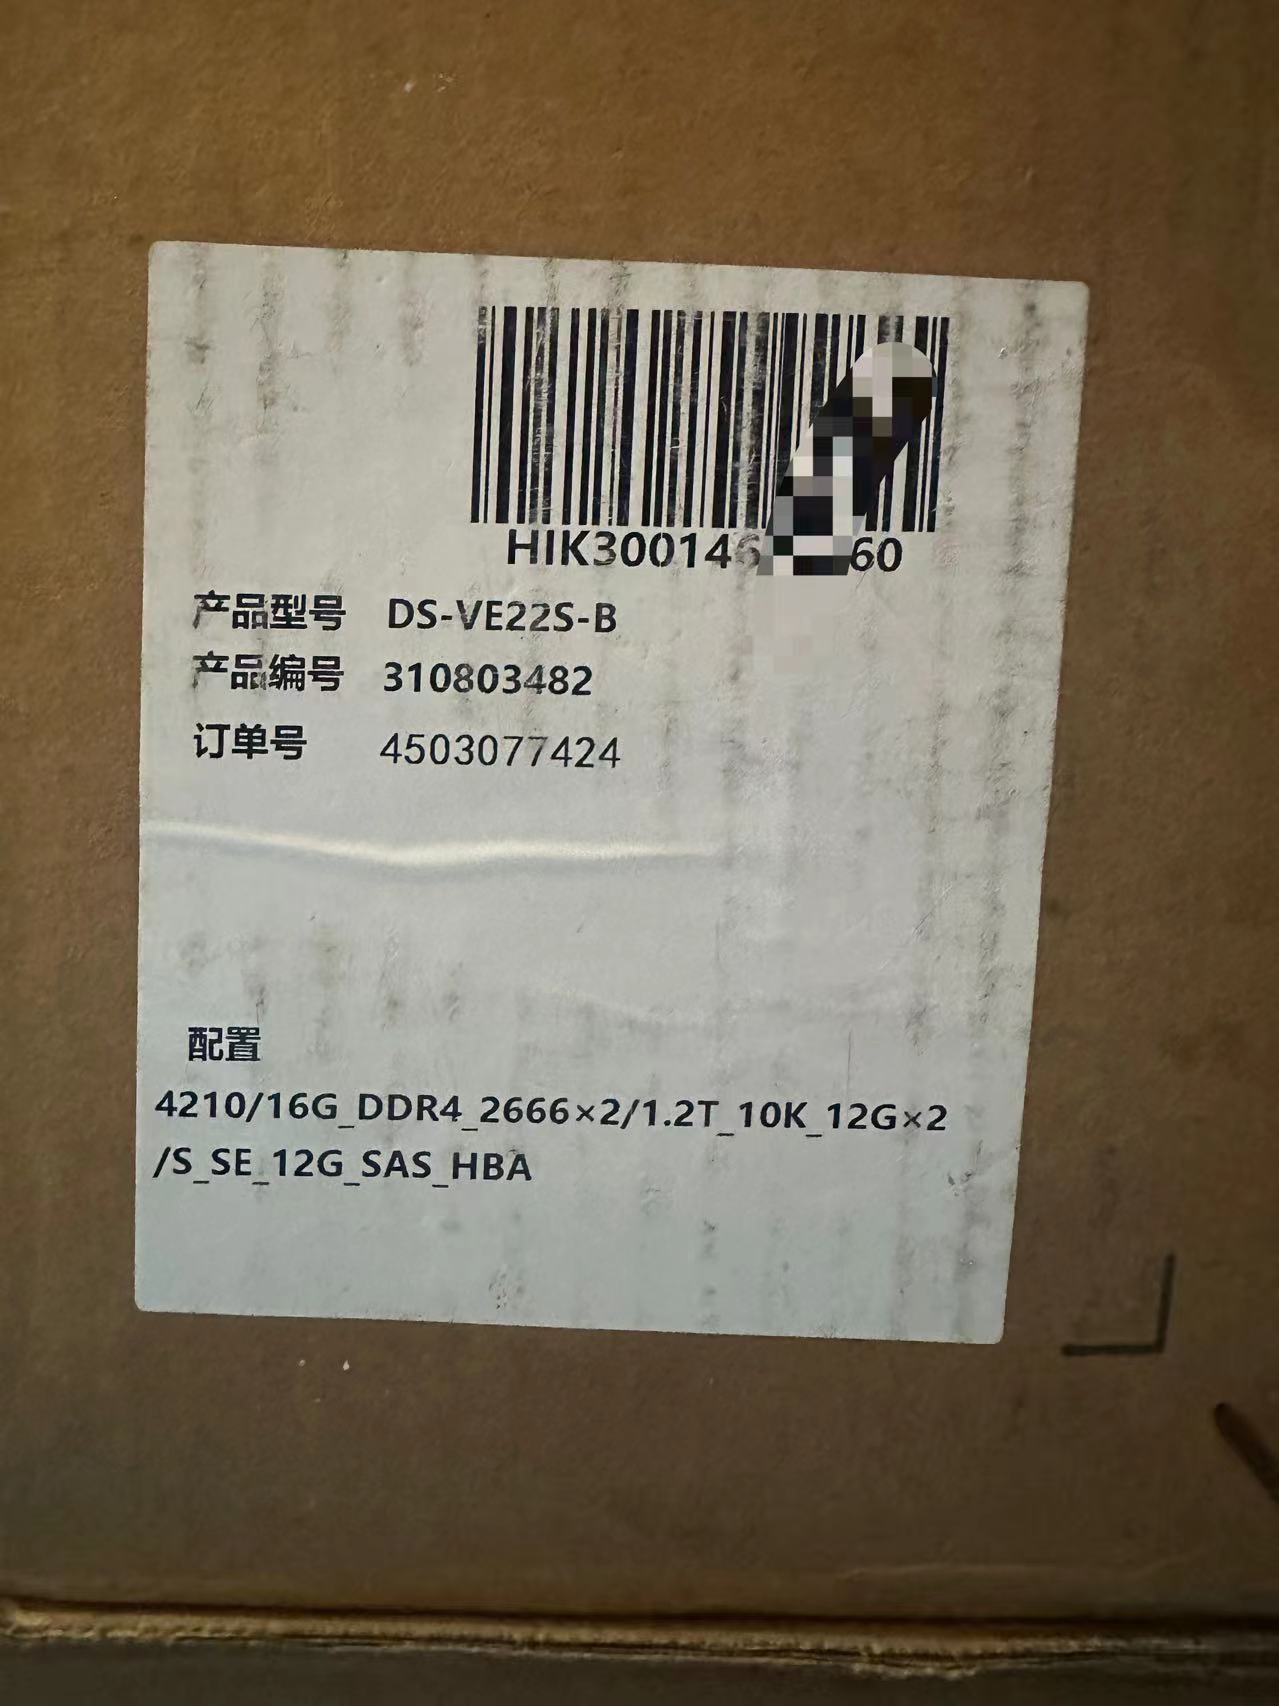 HIK300146 60
产品型号 DS-VE22S-B
产品编号 310803482
订单号 4503077424
配置
4210/16G_DDR4_2666×2/1.2T_10K_12G×2
/S_SE_12G_SAS_HBA